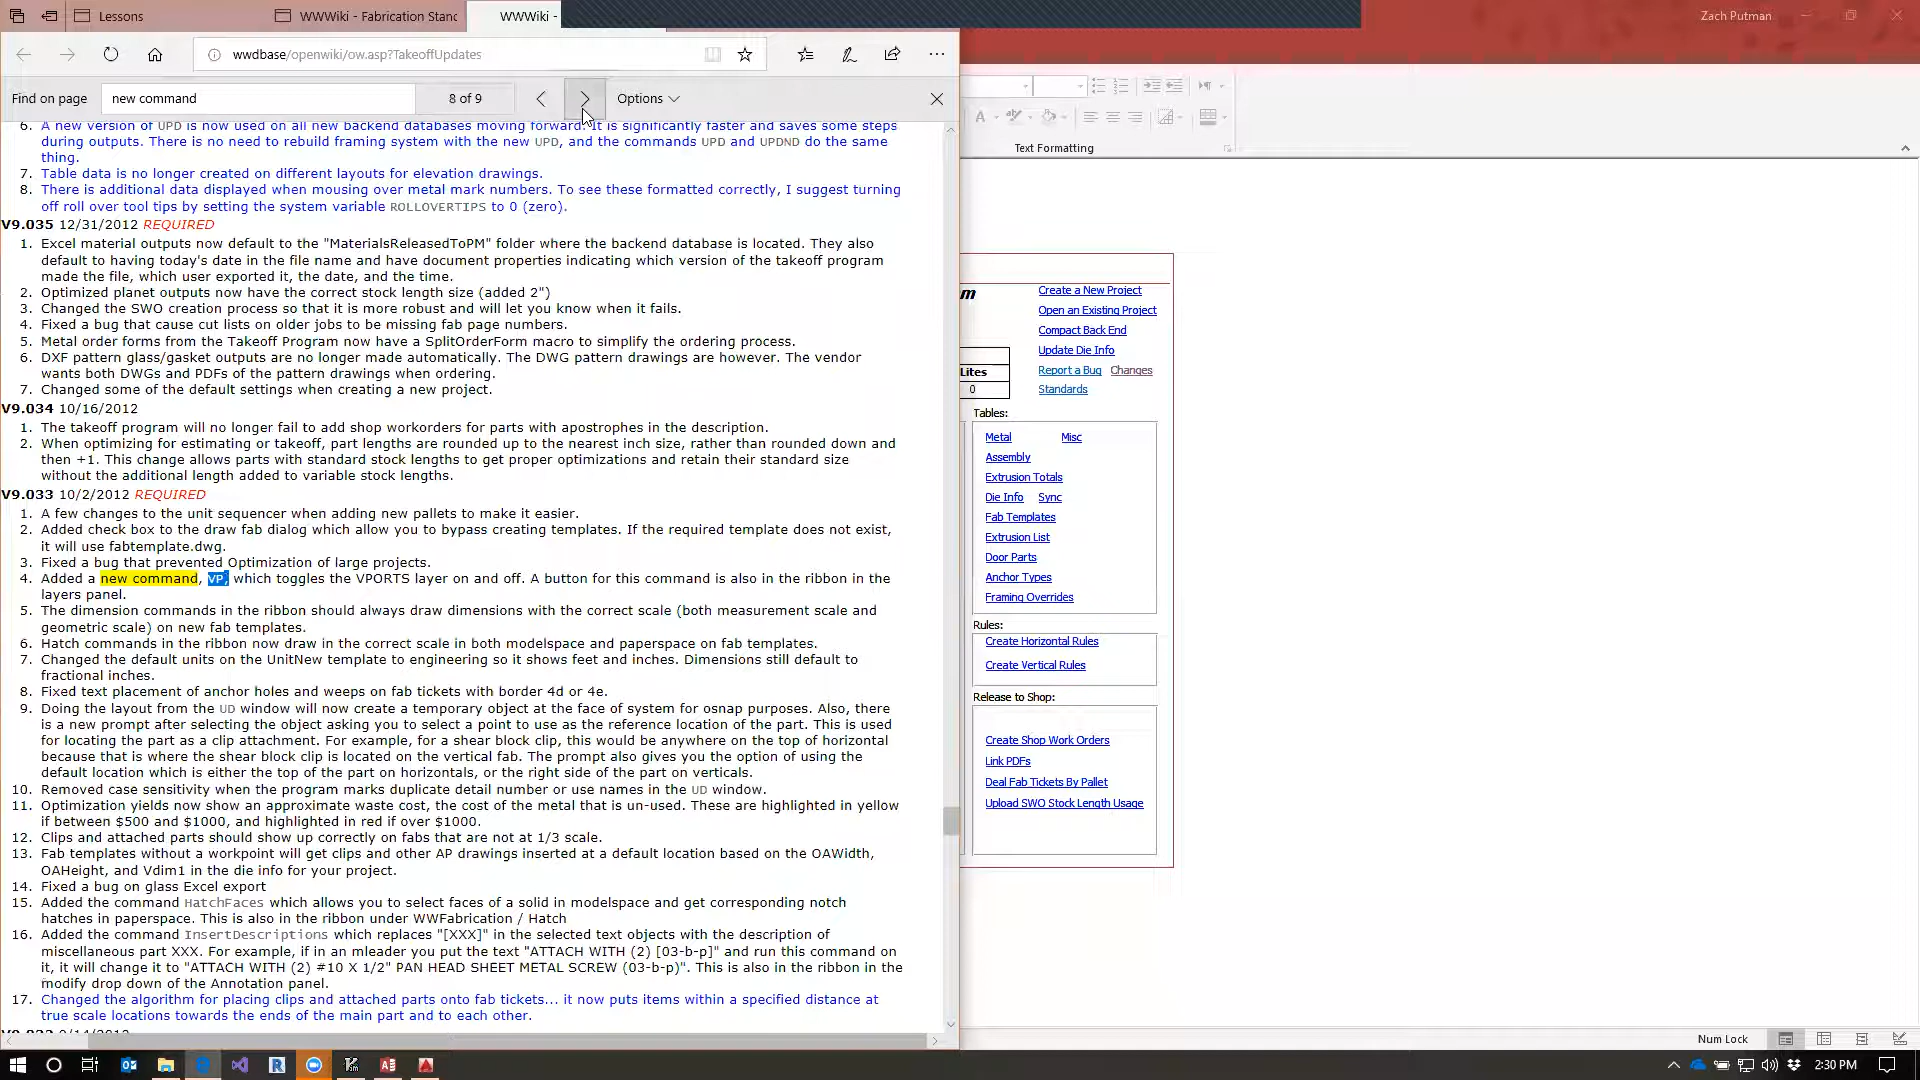 Lessons
WWWiki - Fabrication Stanc
WWWiki -
Zach Putman
wwdbase/openwiki/ow.asp?TakeoffUpdates
Find on page
new command
8 of 9
Options
6. A new version of UPD is now used on all new backend databases moving forward. It is significantly faster and saves some steps
during outputs. There is no need to rebuild framing system with the new UPD, and the commands UPD and UPDND do the same
thing.
7. Table data is no longer created on different layouts for elevation drawings.
8. There is additional data displayed when mousing over metal mark numbers. To see these formatted correctly, I suggest turning
off roll over tool tips by setting the system variable ROLLOVERTIPS to 0 (zero).
V9.035 12/31/2012 REQUIRED
1. Excel material outputs now default to the "MaterialsReleasedToPM" folder where the backend database is located. They also
default to having today's date in the file name and have document properties indicating which version of the takeoff program
made the file, which user exported it, the date, and the time.
2. Optimized planet outputs now have the correct stock length size (added 2")
3. Changed the SWO creation process so that it is more robust and will let you know when it fails.
4. Fixed a bug that cause cut lists on older jobs to be missing fab page numbers.
5. Metal order forms from the Takeoff Program now have a SplitOrderForm macro to simplify the ordering process.
6. DXF pattern glass/gasket outputs are no longer made automatically. The DWG pattern drawings are however. The vendor
wants both DWGs and PDFs of the pattern drawings when ordering.
7. Changed some of the default settings when creating a new project.
V9.034 10/16/2012
1. The takeoff program will no longer fail to add shop workorders for parts with apostrophes in the description.
2. When optimizing for estimating or takeoff, part lengths are rounded up to the nearest inch size, rather than rounded down and
then +1. This change allows parts with standard stock lengths to get proper optimizations and retain their standard size
without the additional length added to variable stock lengths.
V9.033 10/2/2012 REQUIRED
1. A few changes to the unit sequencer when adding new pallets to make it easier.
2. Added check box to the draw fab dialog which allow you to bypass creating templates. If the required template does not exist,
it will use fabtemplate.dwg.
3. Fixed a bug that prevented Optimization of large projects.
4. Added a new command, VP, which toggles the VPORTS layer on and off. A button for this command is also in the ribbon in the
layers panel.
5. The dimension commands in the ribbon should always draw dimensions with the correct scale (both measurement scale and
geometric scale) on new fab templates.
6. Hatch commands in the ribbon now draw in the correct scale in both modelspace and paperspace on fab templates.
7. Changed the default units on the UnitNew template to engineering so it shows feet and inches. Dimensions still default to
fractional inches.
8. Fixed text placement of anchor holes and weeps on fab tickets with border 4d or 4e.
9. Doing the layout from the UD window will now create a temporary object at the face of system for osnap purposes. Also, there
is a new prompt after selecting the object asking you to select a point to use as the reference location of the part. This is used
for locating the part as a clip attachment. For example, for a shear block clip, this would be anywhere on the top of horizontal
because that is where the shear block clip is located on the vertical fab. The prompt also gives you the option of using the
default location which is either the top of the part on horizontals, or the right side of the part on verticals.
10. Removed case sensitivity when the program marks duplicate detail number or use names in the UD window.
11. Optimization yields now show an approximate waste cost, the cost of the metal that is un-used. These are highlighted in yellow
if between $500 and $1000, and highlighted in red if over $1000.
12. Clips and attached parts should show up correctly on fabs that are not at 1/3 scale.
13. Fab templates without a workpoint will get clips and other AP drawings inserted at a default location based on the OAWidth,
OAHeight, and Vdim1 in the die info for your project.
14. Fixed a bug on glass Excel export
15. Added the command HatchFaces which allows you to select faces of a solid in modelspace and get corresponding notch
hatches in paperspace. This is also in the ribbon under WWFabrication / Hatch
16. Added the command InsertDescriptions which replaces "[XXX]" in the selected text objects with the description of
miscellaneous part XXX. For example, if in an mleader you put the text "ATTACH WITH (2) [03-b-p]" and run this command on
it, it will change it to "ATTACH WITH (2) #10 X 1/2" PAN HEAD SHEET METAL SCREW (03-b-p)". This is also in the ribbon in the
modify drop down of the Annotation panel.
17. Changed the algorithm for placing clips and attached parts onto fab tickets... it now puts items within a specified distance at
true scale locations towards the ends of the main part and to each other.
Text Formatting
m
Create a New Project
Open an Existing Project
Compact Back End
Update Die Info
Report a Bug Changes
Standards
Lites
0
Tables:
Metal Misc
Assembly
Extrusion Totals
Die Info Sync
Fab Templates
Extrusion List
Door Parts
Anchor Types
Framing Overrides
Rules:
Create Horizontal Rules
Create Vertical Rules
Release to Shop:
Create Shop Work Orders
Link PDFs
Deal Fab Tickets By Pallet
Upload SWO Stock Length Usage
Num Lock
2:30 PM